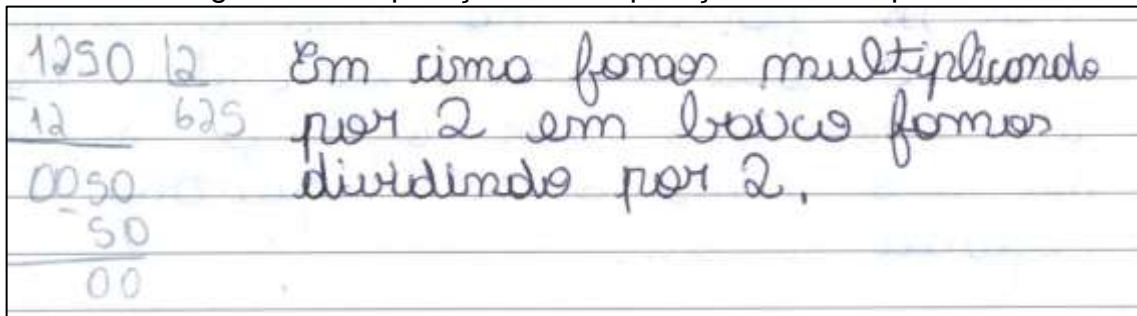 1250 |2 Em cima fomos multiplicando
-12 625 por 2 em baixo fomos
0050 dividindo por 2.
-50
00